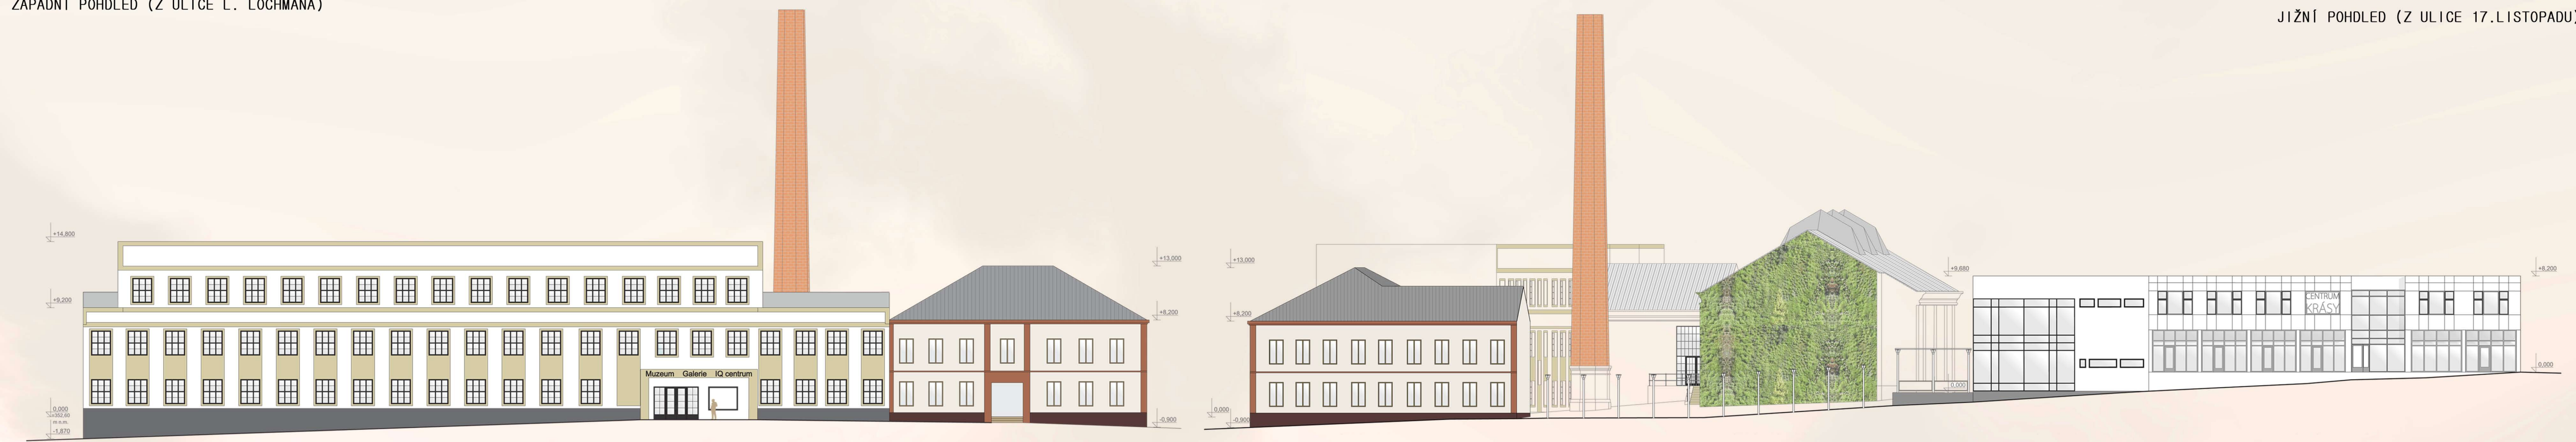 ZÁPADNÍ POHDLED (Z ULICE L. LOCHMANA)
JIŽNÍ POHDLED (Z ULICE 17.LISTOPADU)
+14,800
+9,200
0,000
m n.m.
-1,870
Muzeum Galerie IQ centrum
+13,000
+8,200
-0,900
+13,000
+8,200
0,000
-0,900
+9,680
0,000
CENTRUM
KRÁSY
+8,200
0,000